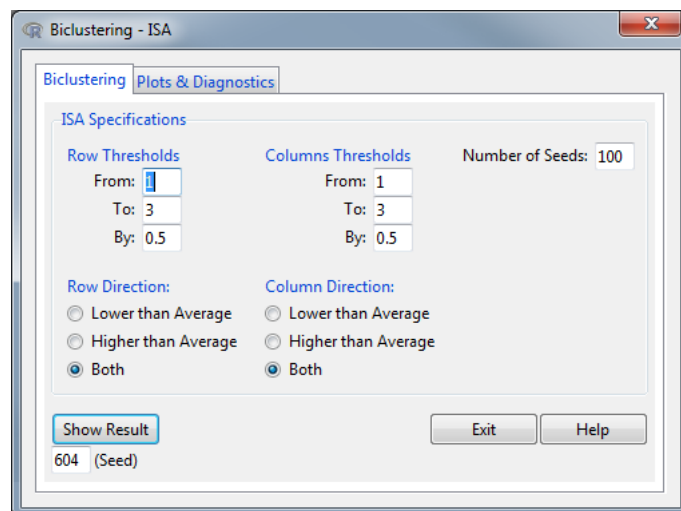 Biclustering - ISA
Biclustering Plots & Diagnostics
ISA Specifications
Row Thresholds Columns Thresholds Number of Seeds: 100
From: 1 From: 1
To: 3 To: 3
By: 0.5 By: 0.5
Row Direction: Column Direction:
Lower than Average Lower than Average
Higher than Average Higher than Average
Both Both
Show Result Exit Help
604 (Seed)